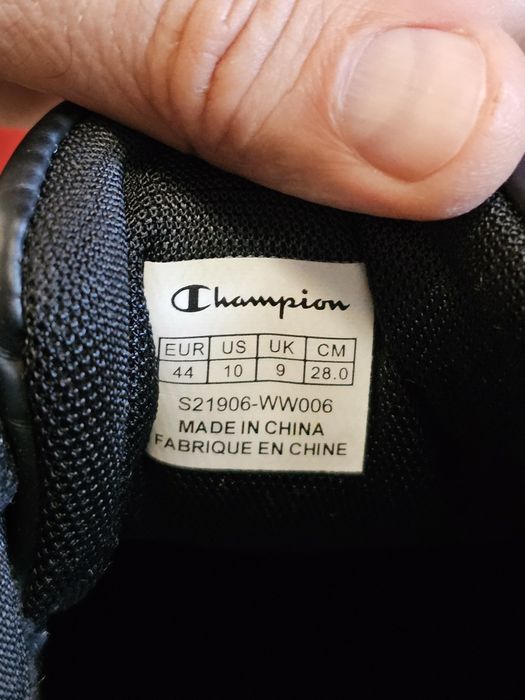 Champion
EUR US UK CM
44 10 9 28.0
S21906-WW006
MADE IN CHINA
FABRIQUE EN CHINE